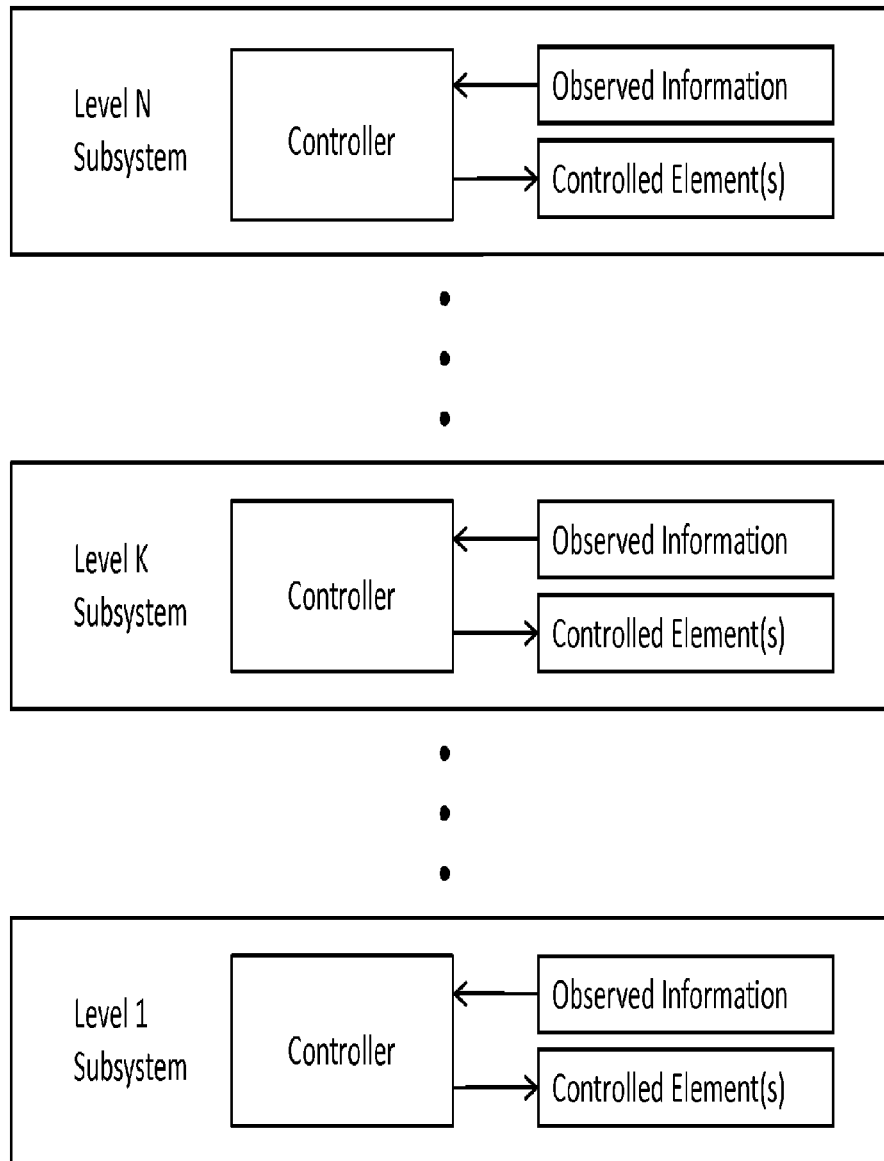 Level N
Subsystem
Controller
Observed Information
Controlled Element(s)
Level K
Subsystem
Controller
Observed Information
Controlled Element(s)
Level 1
Subsystem
Controller
Observed Information
Controlled Element(s)